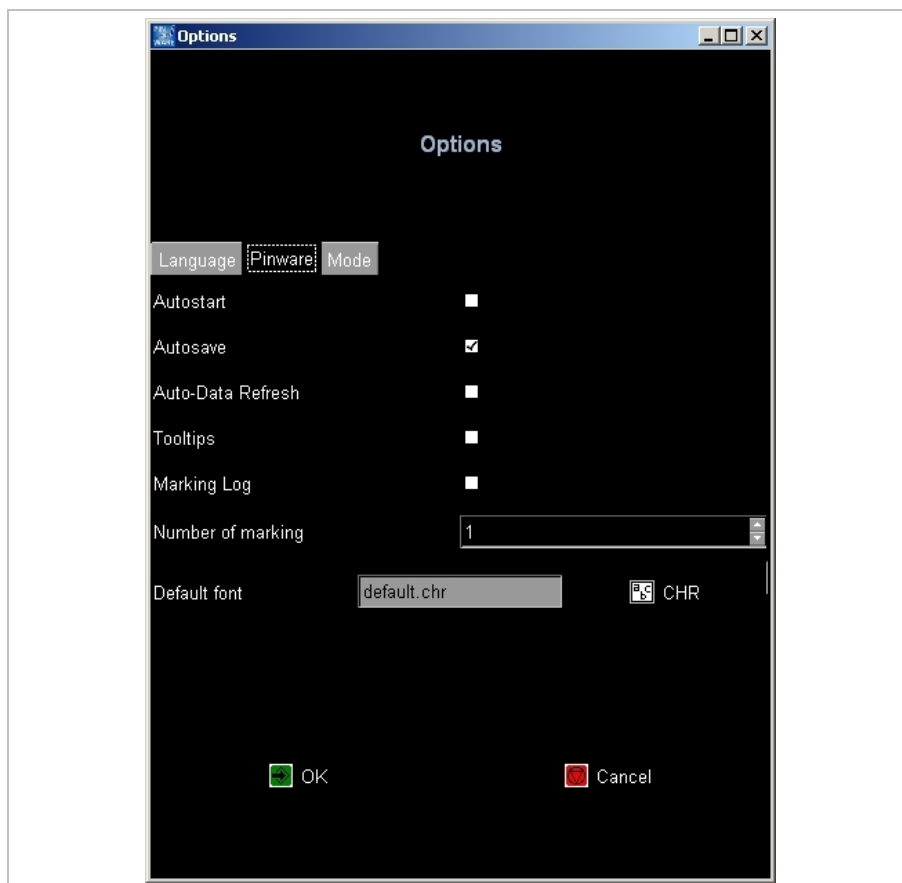 Options
Options
Language Pinware Mode
Autostart
Autosave
Auto-Data Refresh
Tooltips
Marking Log
Number of marking 1
Default font default.chr CHR
OK Cancel